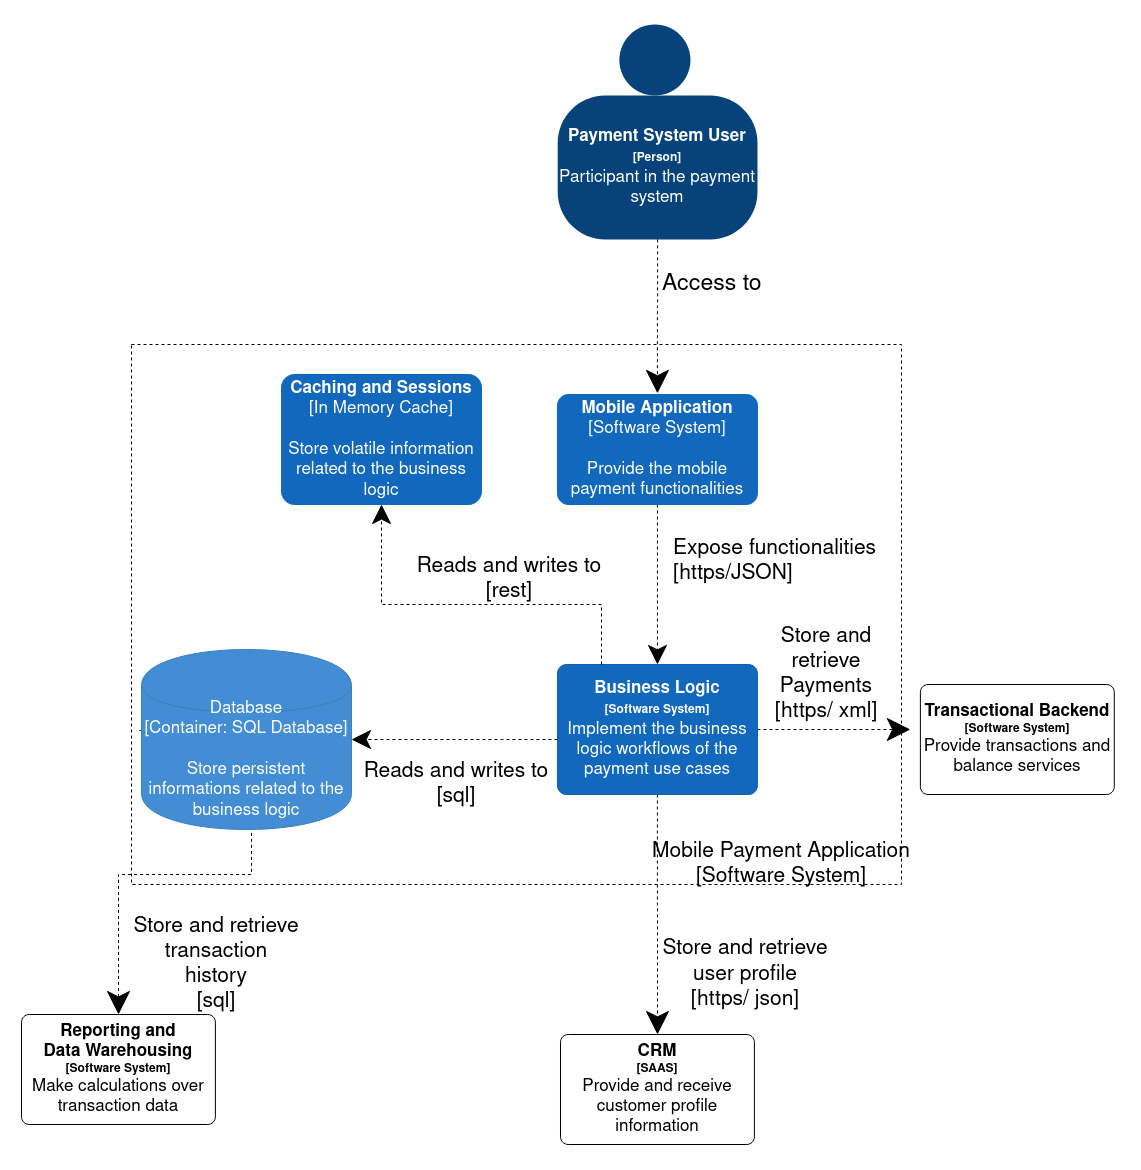 Payment System User
[Person]
Participant in the payment
system
Access to
Caching and Sessions
[In Memory Cache]
Store volatile information
related to the business
logic
Mobile Application
[Software System]
Provide the mobile
payment functionalities
Expose functionalities
[https/JSON]
Reads and writes to
[rest]
Store and
retrieve
Payments
[https/ xml]
Database
[Container: SQL Database]
Store persistent
informations related to the
business logic
Reads and writes to
[sql]
Business Logic
[Software System]
Implement the business
logic workflows of the
payment use cases
Transactional Backend
[Software System]
Provide transactions and
balance services
Mobile Payment Application
[Software System]
Store and retrieve
transaction
history
[sql]
Store and retrieve
user profile
[https/ json]
Reporting and
Data Warehousing
[Software System]
Make calculations over
transaction data
CRM
[SAAS]
Provide and receive
customer profile
information